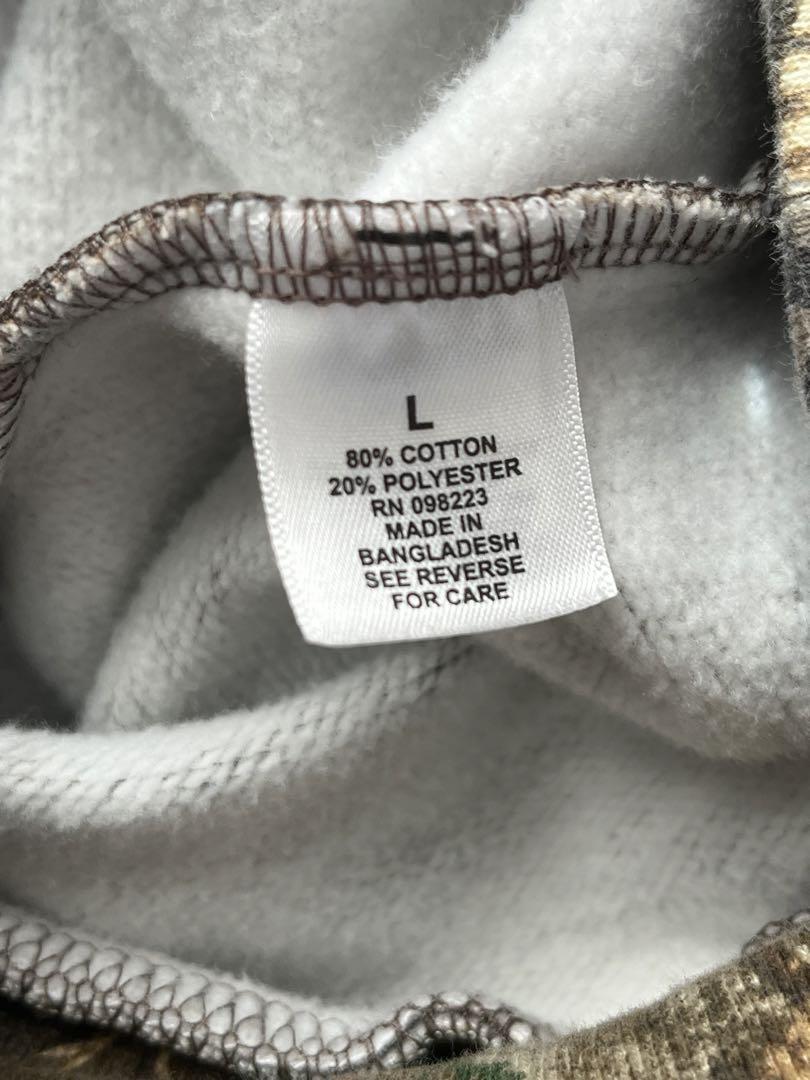 L
80% COTTON
20% POLYESTER
RN 098223
MADE IN
BANGLADESH
SEE REVERSE
FOR CARE